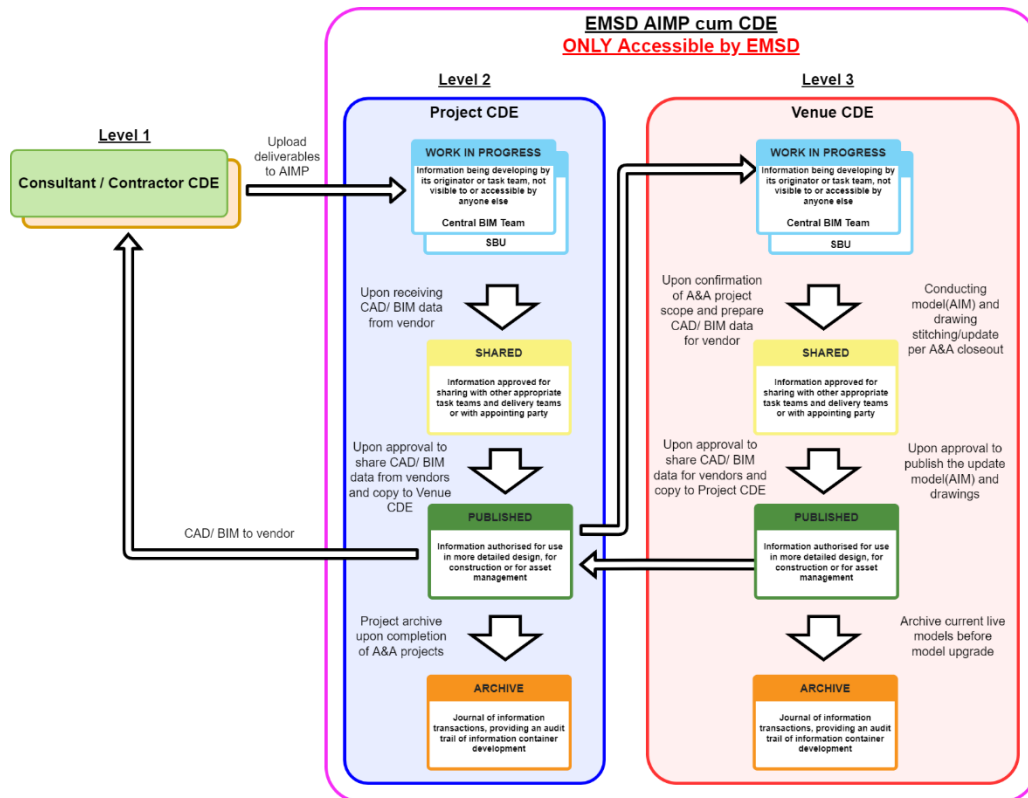 EMSD AIMP cum CDE
ONLY Accessible by EMSD
Level 1
Consultant / Contractor CDE
Upload
deliverables
to AIMP
CAD/ BIM to vendor
Level 2
Project CDE
WORK IN PROGRESS
Information being developing by
its originator or task team, not
visible to or accessible by
anyone else
Central BIM Team
SBU
Upon receiving
CAD/ BIM data
from vendor
SHARED
Information approved for
sharing with other appropriate
task teams and delivery teams
or with appointing party
Upon approval to
share CAD/ BIM
data from vendors
and copy to Venue
CDE
PUBLISHED
Information authorised for use
in more detailed design, for
construction or for asset
management
Project archive
upon completion
of A&A projects
ARCHIVE
Journal of information
transactions, providing an audit
trail of information container
development
Level 3
Venue CDE
WORK IN PROGRESS
Information being developing by
its originator or task team, not
visible to or accessible by
anyone else
Central BIM Team
SBU
Upon confirmation
of A&A project
scope and prepare
CAD/ BIM data
for vendor
Conducting
model(AIM) and
drawing
stitching/update
per A&A closeout
SHARED
Information approved for
sharing with other appropriate
task teams and delivery teams
or with appointing party
Upon approval to
share CAD/ BIM
data for vendors and
copy to Project CDE
Upon approval to
publish the update
model(AIM) and
drawings
PUBLISHED
Information authorised for use
in more detailed design, for
construction or for asset
management
Archive current live
models before
model upgrade
ARCHIVE
Journal of information
transactions, providing an audit
trail of information container
development